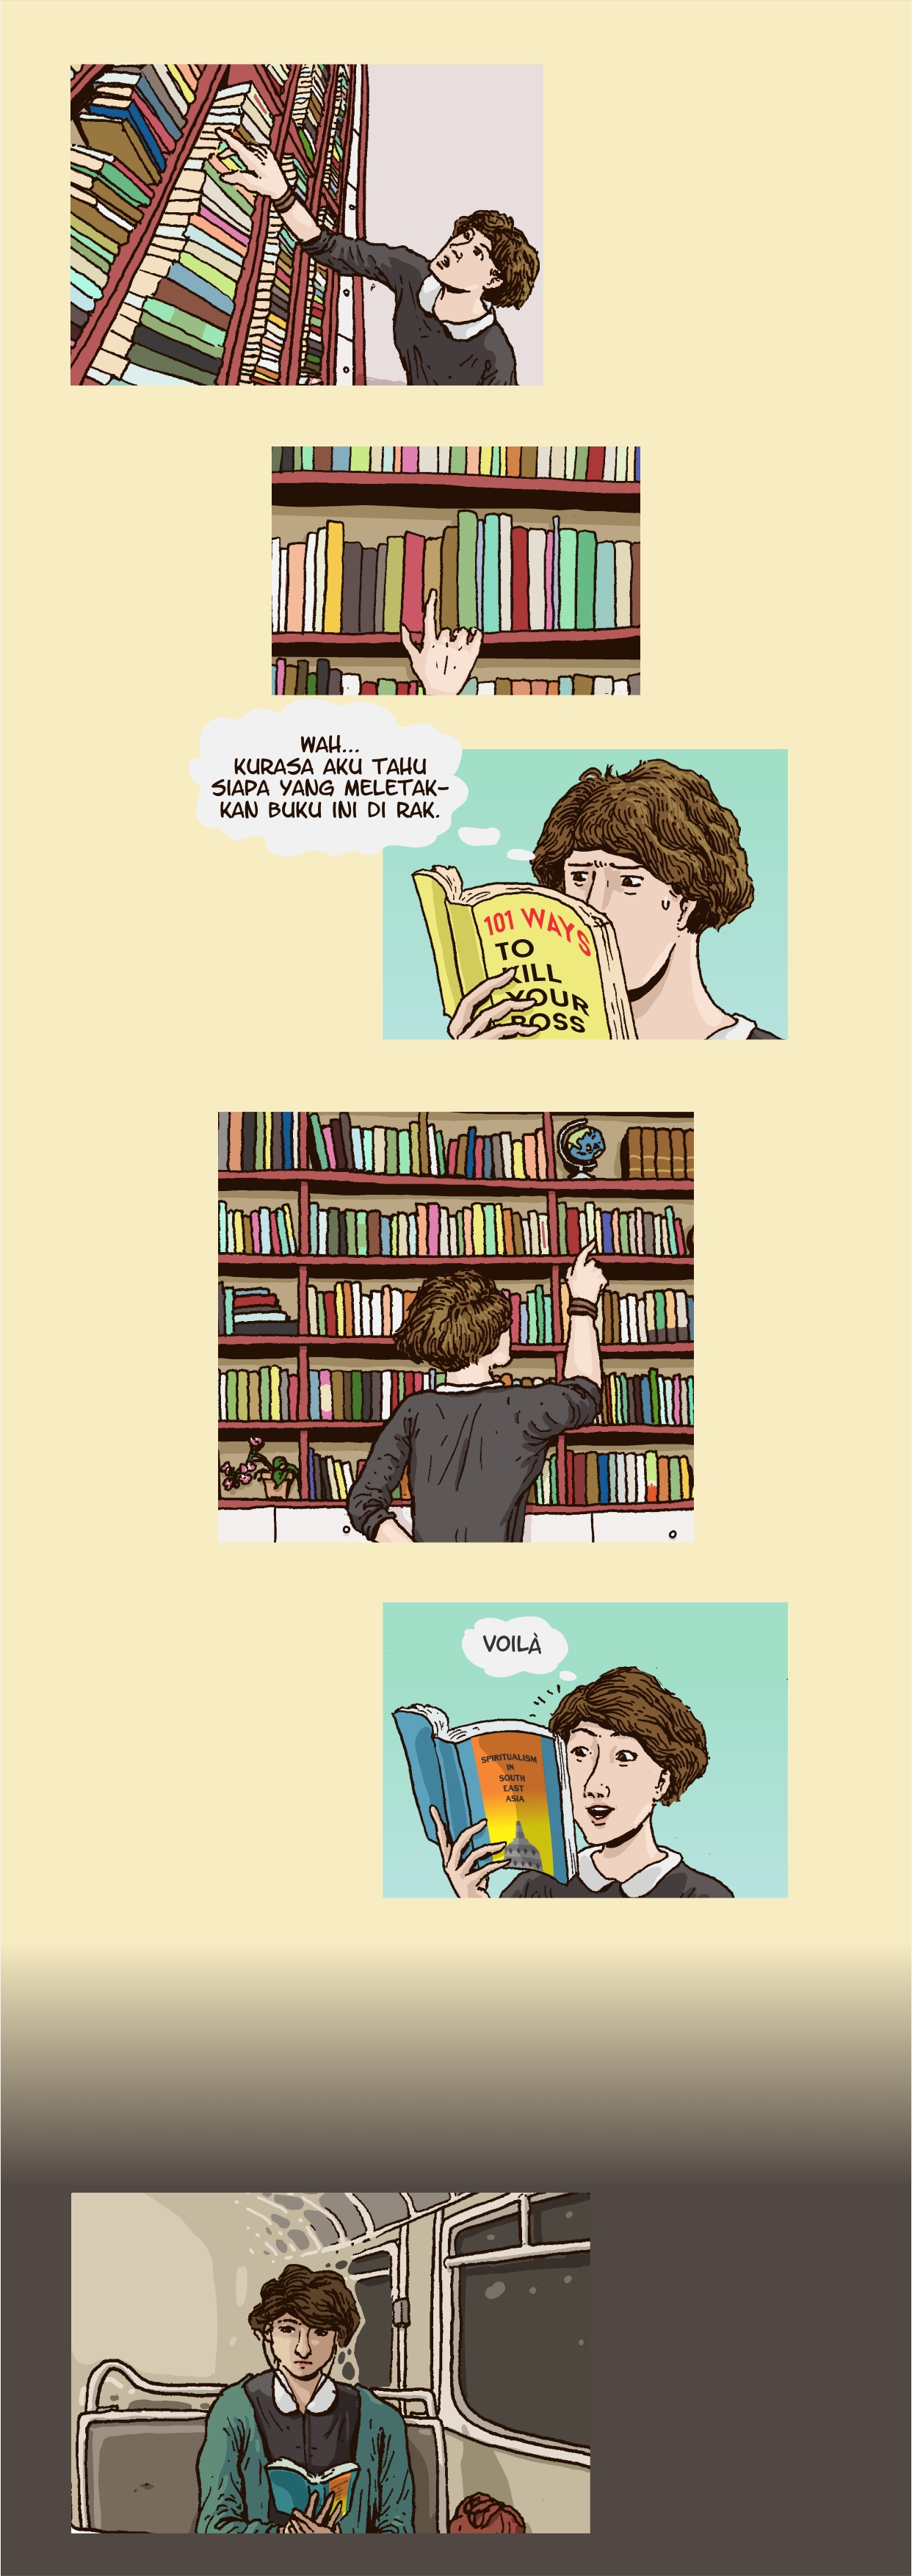 WAH...
KURASA AKU TAHU
SIAPA YANG MELETAK-
KAN BUKU INI DI RAK.
101 WAYS
TO
KILL
YOUR
BOSS
VOILÀ
SPIRITUALISM
IN
SOUTH
EAST
ASIA